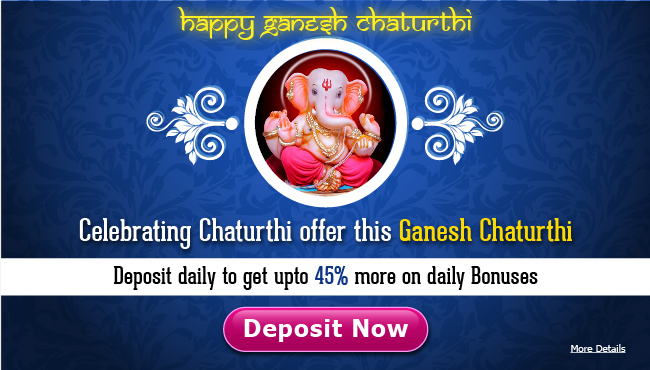 Happy Ganesh Chaturthi
Celebrating Chaturthi offer this Ganesh Chaturthi
Deposit daily to get upto 45% more on daily Bonuses
Deposit Now
More Details